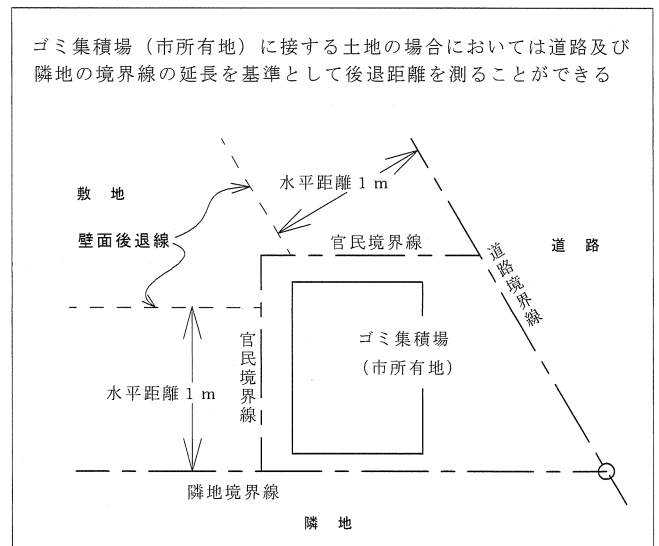 ゴミ集積場（市所有地）に接する土地の場合においては道路及び
隣地の境界線の延長を基準として後退距離を測ることができる
水平距離１ｍ
敷　地
壁面後退線
官民境界線
道路境界線
道　路
ゴミ集積場
（市所有地）
官民境界線
水平距離１ｍ
隣地境界線
隣　地